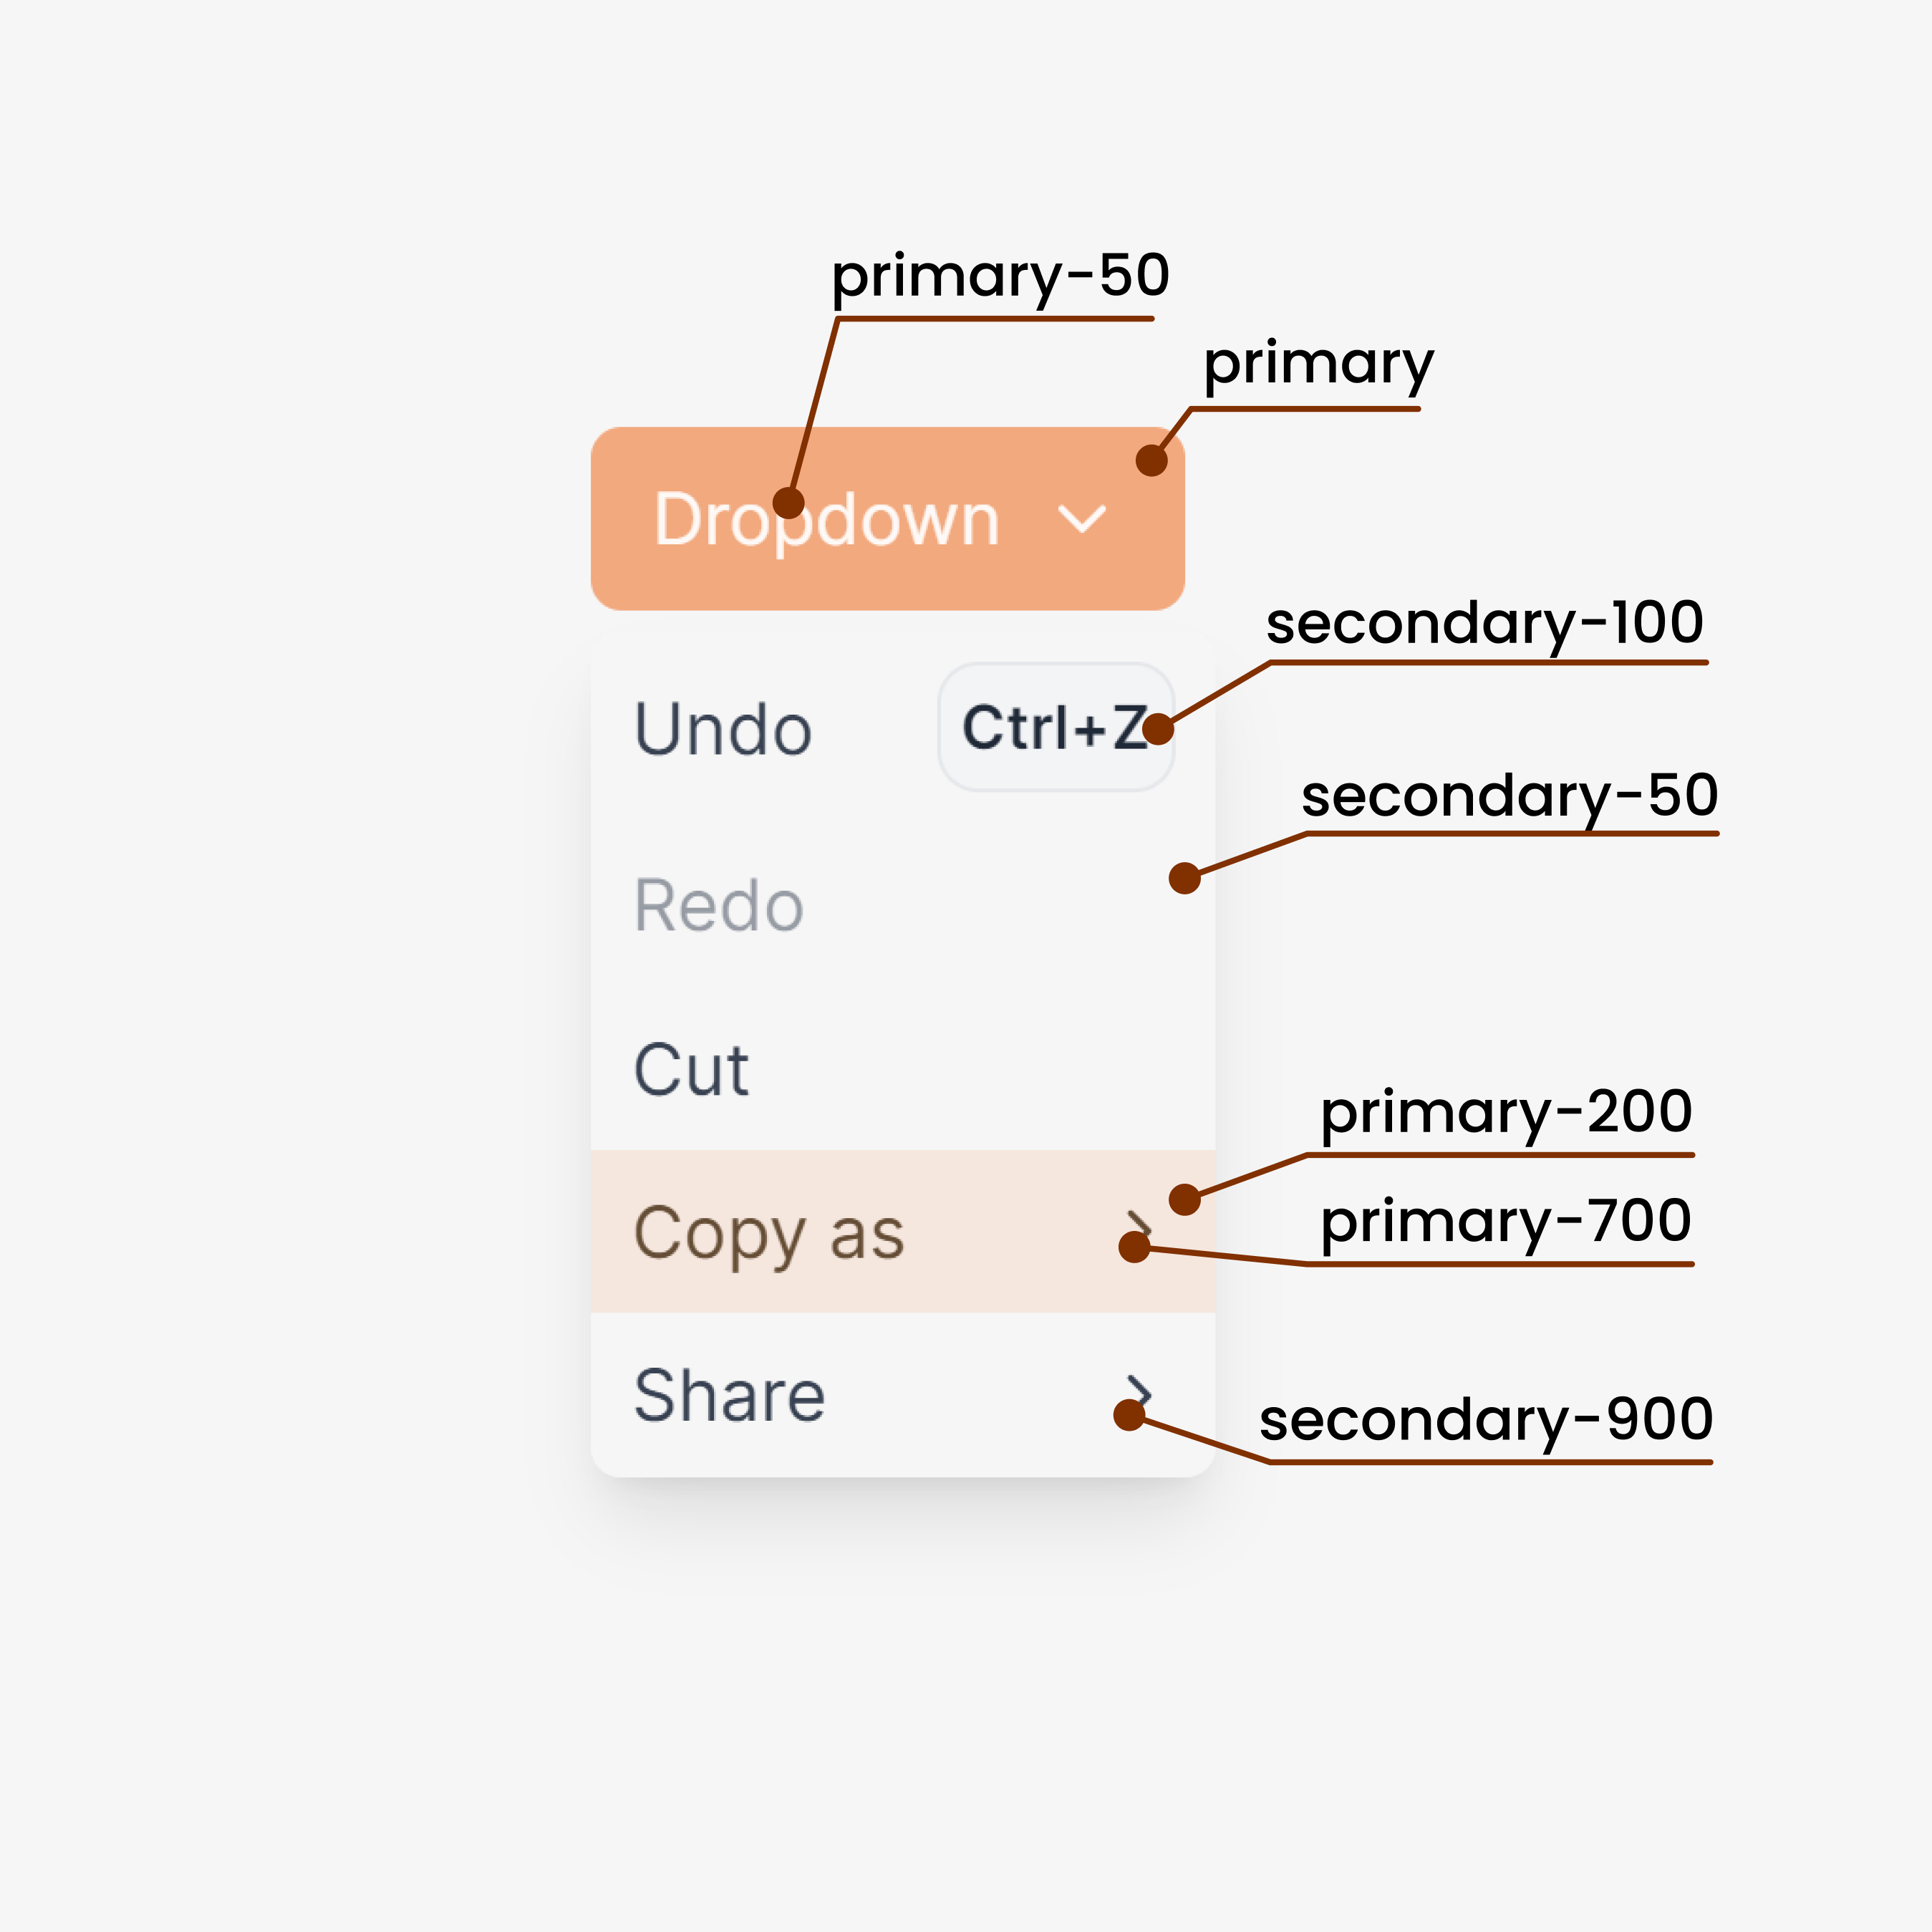 primary-50
primary
Dropdown
secondary-100
Undo Ctrl+Z
secondary-50
Redo
Cut
primary-200
Copy as
primary-700
Share
secondary-900